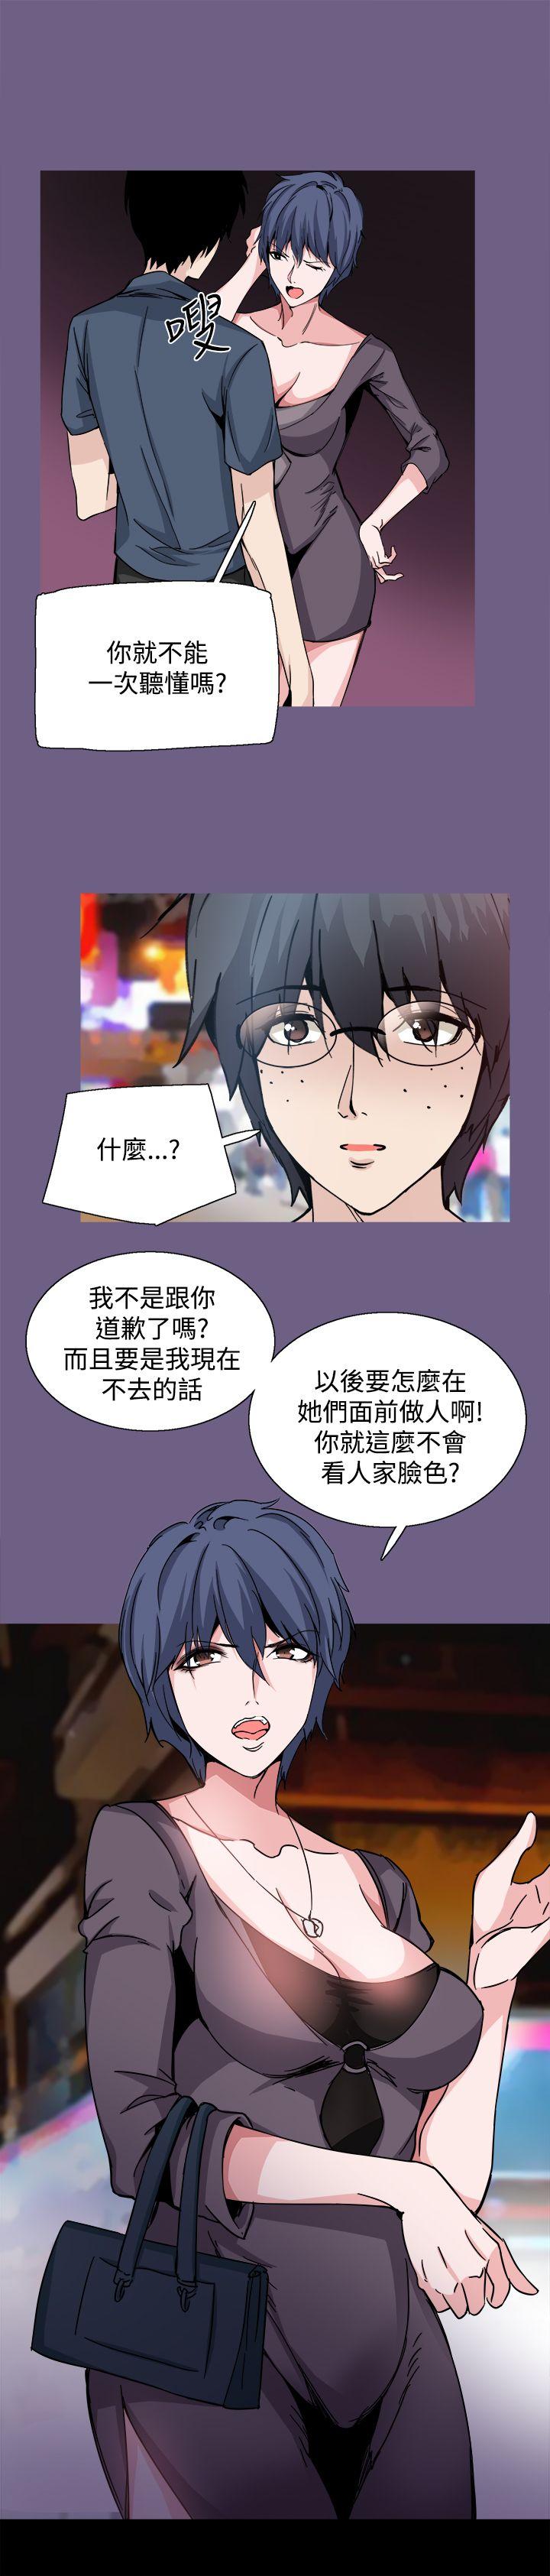 嗖
你就不能
一次聽懂嗎?
什麼...?
我不是跟你
道歉了嗎?
而且要是我現在
不去的話
以後要怎麼在
她們面前做人啊!
你就這麼不會
看人家臉色?